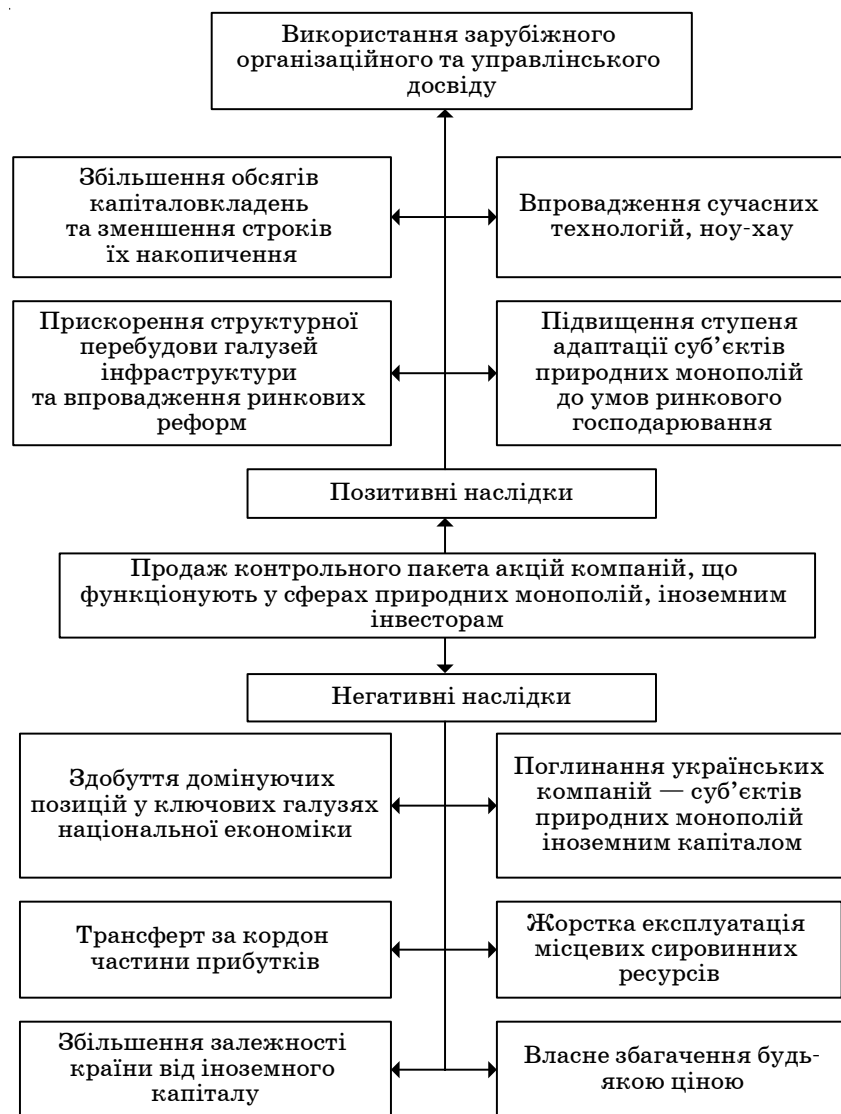 Використання зарубіжного
організаційного та управлінського
досвіду
Збільшення обсягів
капіталовкладень
та зменшення строків
їх накопичення
Впровадження сучасних
технологій, ноу-хау
Прискорення структурної
перебудови галузей
інфраструктури
та впровадження ринкових
реформ
Підвищення ступеня
адаптації суб’єктів
природних монополій
до умов ринкового
господарювання
Позитивні наслідки
Продаж контрольного пакета акцій компаній, що
функціонують у сферах природних монополій, іноземним
інвесторам
Негативні наслідки
Здобуття домінуючих
позицій у ключових галузях
національної економіки
Поглинання українських
компаній — суб’єктів
природних монополій
іноземним капіталом
Трансферт за кордон
частини прибутків
Жорстка експлуатація
місцевих сировинних
ресурсів
Збільшення залежності
країни від іноземного
капіталу
Власне збагачення будь-
якою ціною